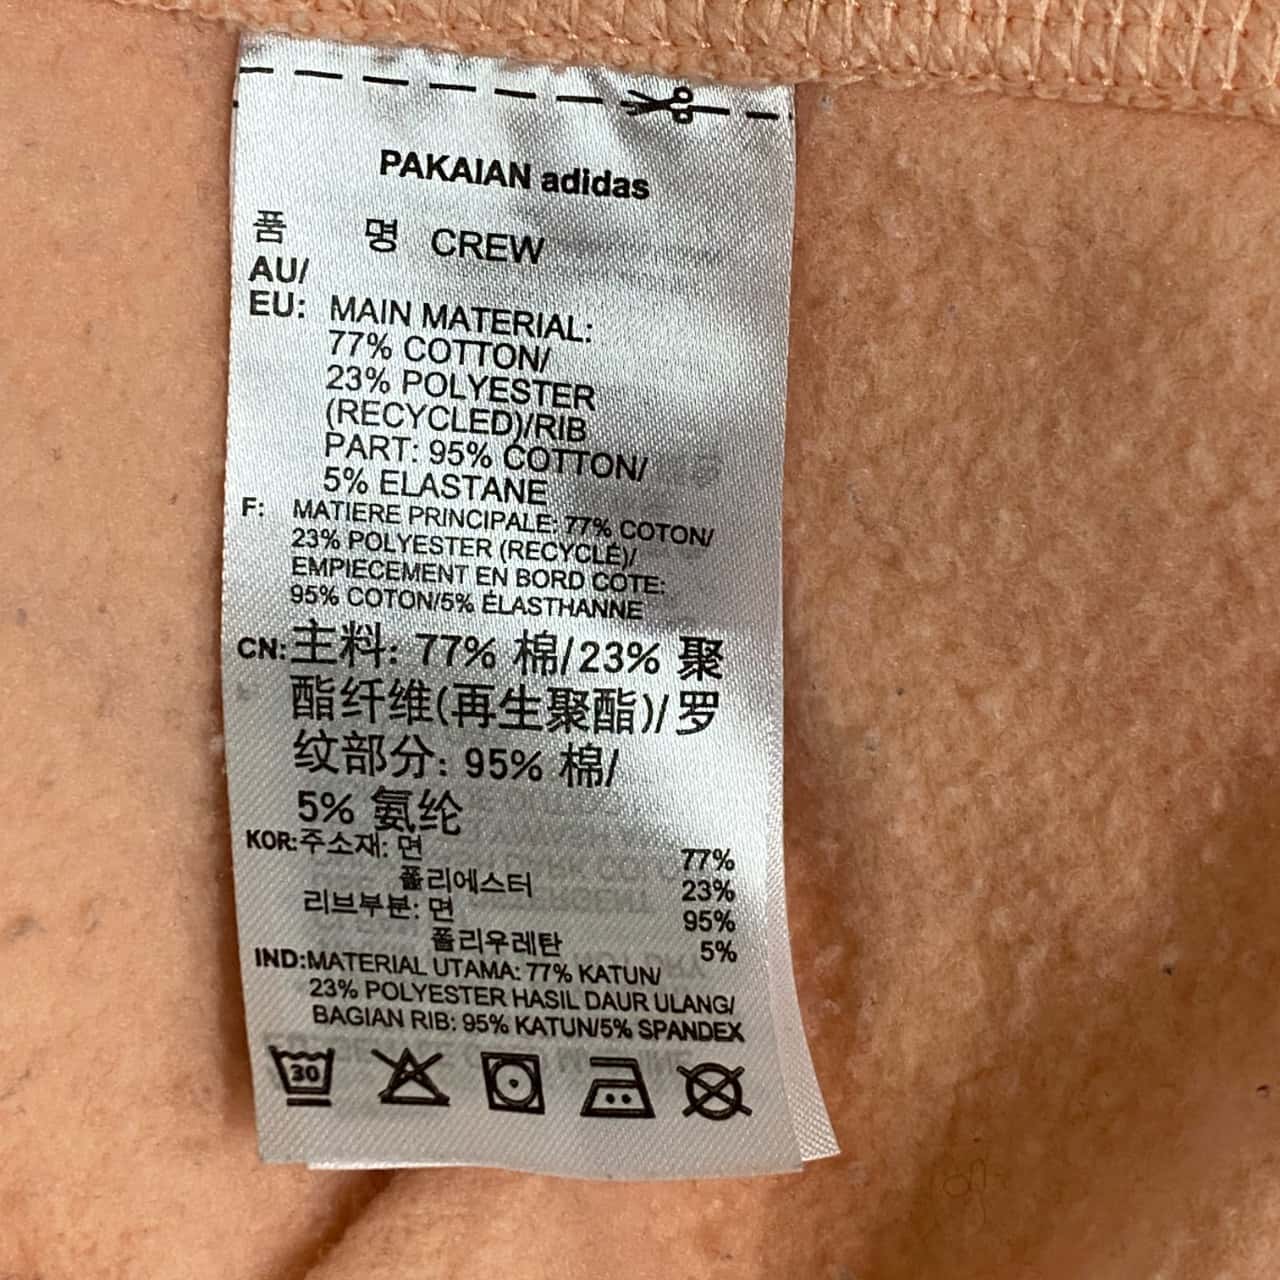 PAKAIAN adidas
품 명 CREW
AU/
EU: MAIN MATERIAL:
77% COTTON/
23% POLYESTER
(RECYCLED)/RIB
PART: 95% COTTON/
5% ELASTANE
F: MATIERE PRINCIPALE: 77% COTON/
23% POLYESTER (RECYCLÉ)/
EMPIECEMENT EN BORD COTE:
95% COTON/5% ÉLASTHANNE
CN: 主料: 77% 棉/23% 聚
酯纤维(再生聚酯)/罗
纹部分: 95% 棉/
5% 氨纶
KOR: 주소재: 면 77%
폴리에스터 23%
리브부분: 면 95%
폴리우레탄 5%
IND: MATERIAL UTAMA: 77% KATUN/
23% POLYESTER HASIL DAUR ULANG/
BAGIAN RIB: 95% KATUN/5% SPANDEX
30